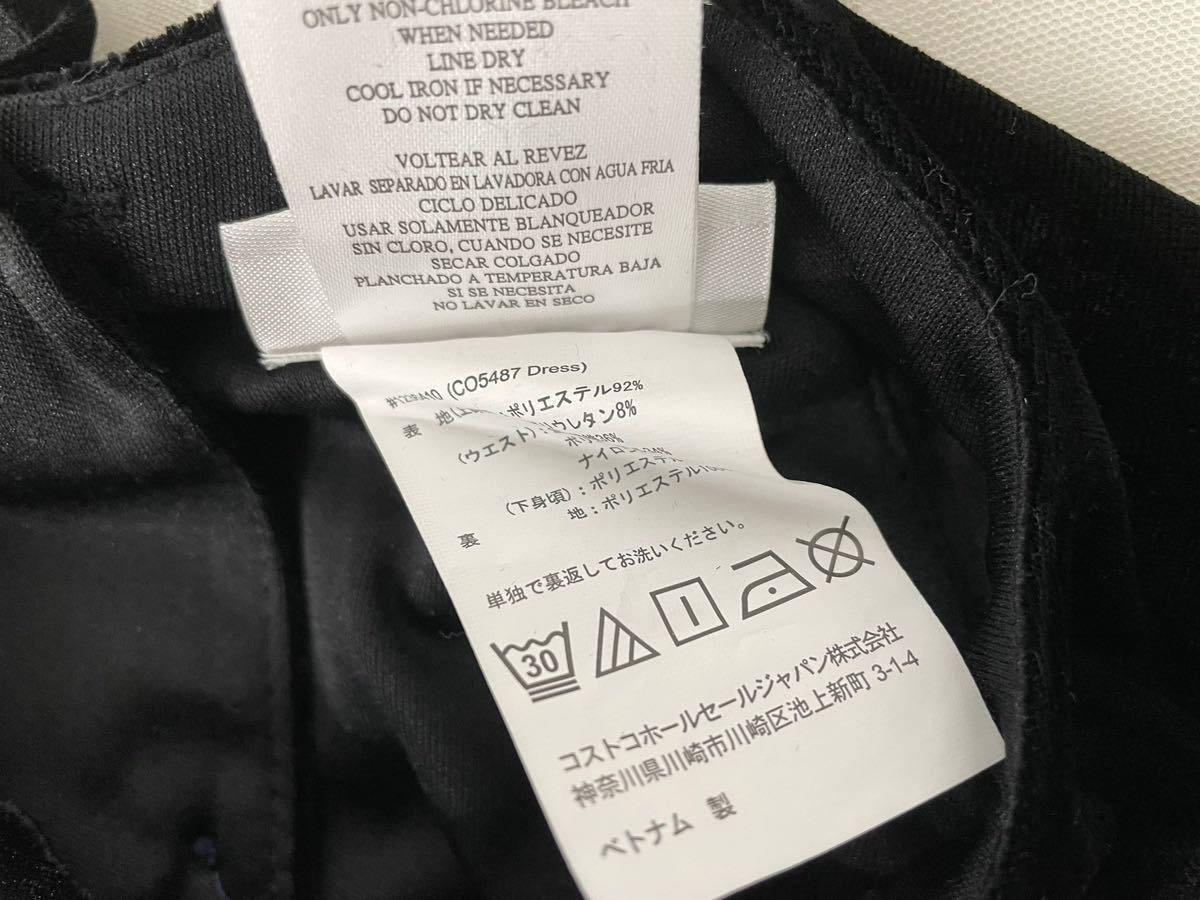 ONLY NON-CHLORINE BLEACH
WHEN NEEDED
LINE DRY
COOL IRON IF NECESSARY
DO NOT DRY CLEAN
VOLTEAR AL REVEZ
LAVAR SEPARADO EN LAVADORA CON AGUA FRIA
CICLO DELICADO
USAR SOLAMENTE BLANQUEADOR
SIN CLORO, CUANDO SE NECESITE
SECAR COLGADO
PLANCHADO A TEMPERATURA BAJA
SI SE NECESITA
NO LAVAR EN SECO
(CO5487 Dress)
表 地 ポリエステル92%
(ウエスト): ウレタン8%
(下身頃):
裏 地: ポリエステル
単独で裏返してお洗いください。
30
コストコホールセールジャパン株式会社
神奈川県川崎市川崎区池上新町 3-1-4
ベトナム 製